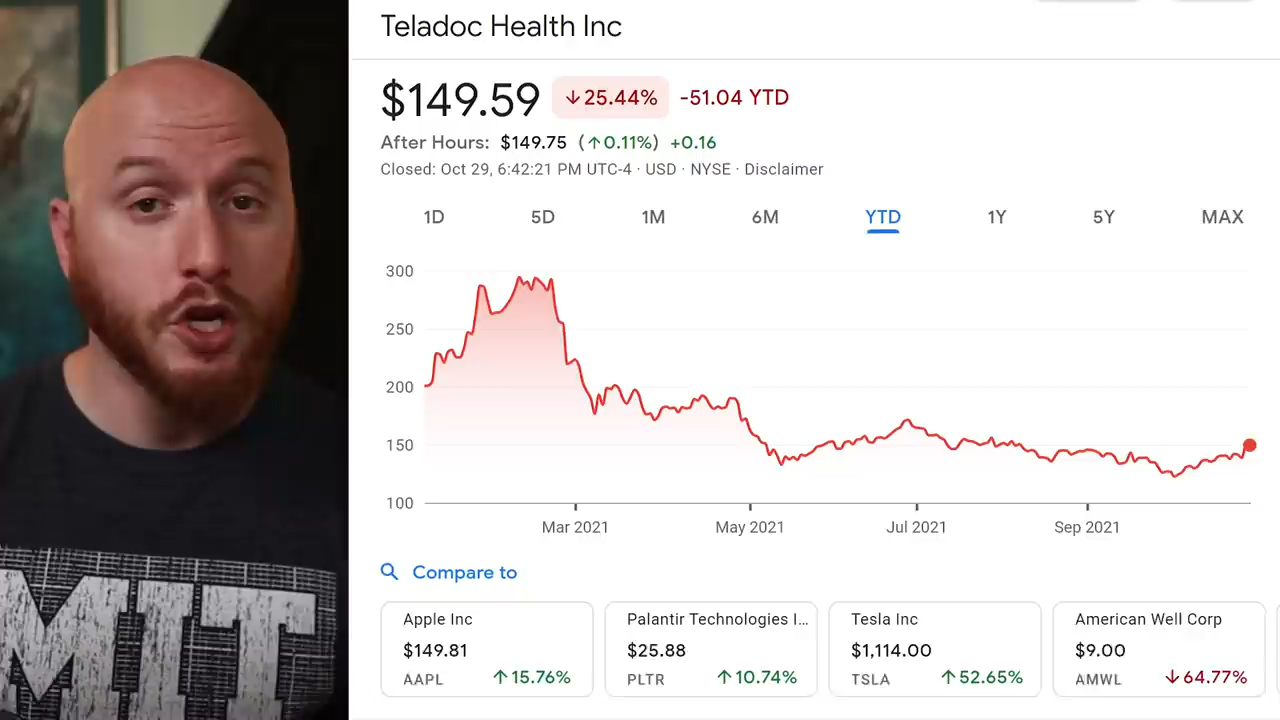 Teladoc Health Inc
$149.59 ↓25.44% -51.04 YTD
After Hours: $149.75 (↑0.11%) +0.16
Closed: Oct 29, 6:42:21 PM UTC-4 · USD · NYSE · Disclaimer
1D 5D 1M 6M YTD 1Y 5Y MAX
300
250
200
150
100
Mar 2021 May 2021 Jul 2021 Sep 2021
Compare to
Apple Inc
$149.81
AAPL ↑15.76%
Palantir Technologies I...
$25.88
PLTR ↑10.74%
Tesla Inc
$1,114.00
TSLA ↑52.65%
American Well Corp
$9.00
AMWL ↓64.77%
MIT